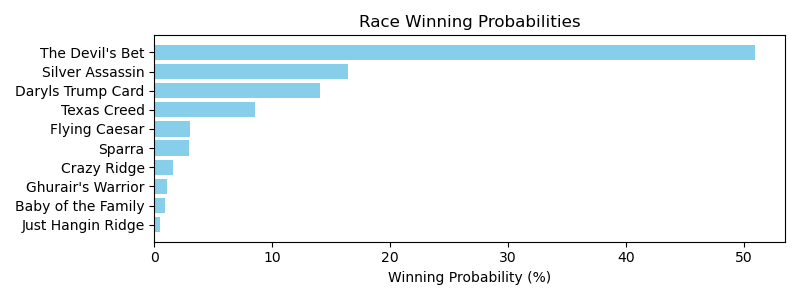 Race Winning Probabilities
The Devil's Bet
Silver Assassin
Daryls Trump Card
Texas Creed
Flying Caesar
Sparra
Crazy Ridge
Ghurair's Warrior
Baby of the Family
Just Hangin Ridge
0 10 20 30 40 50
Winning Probability (%)